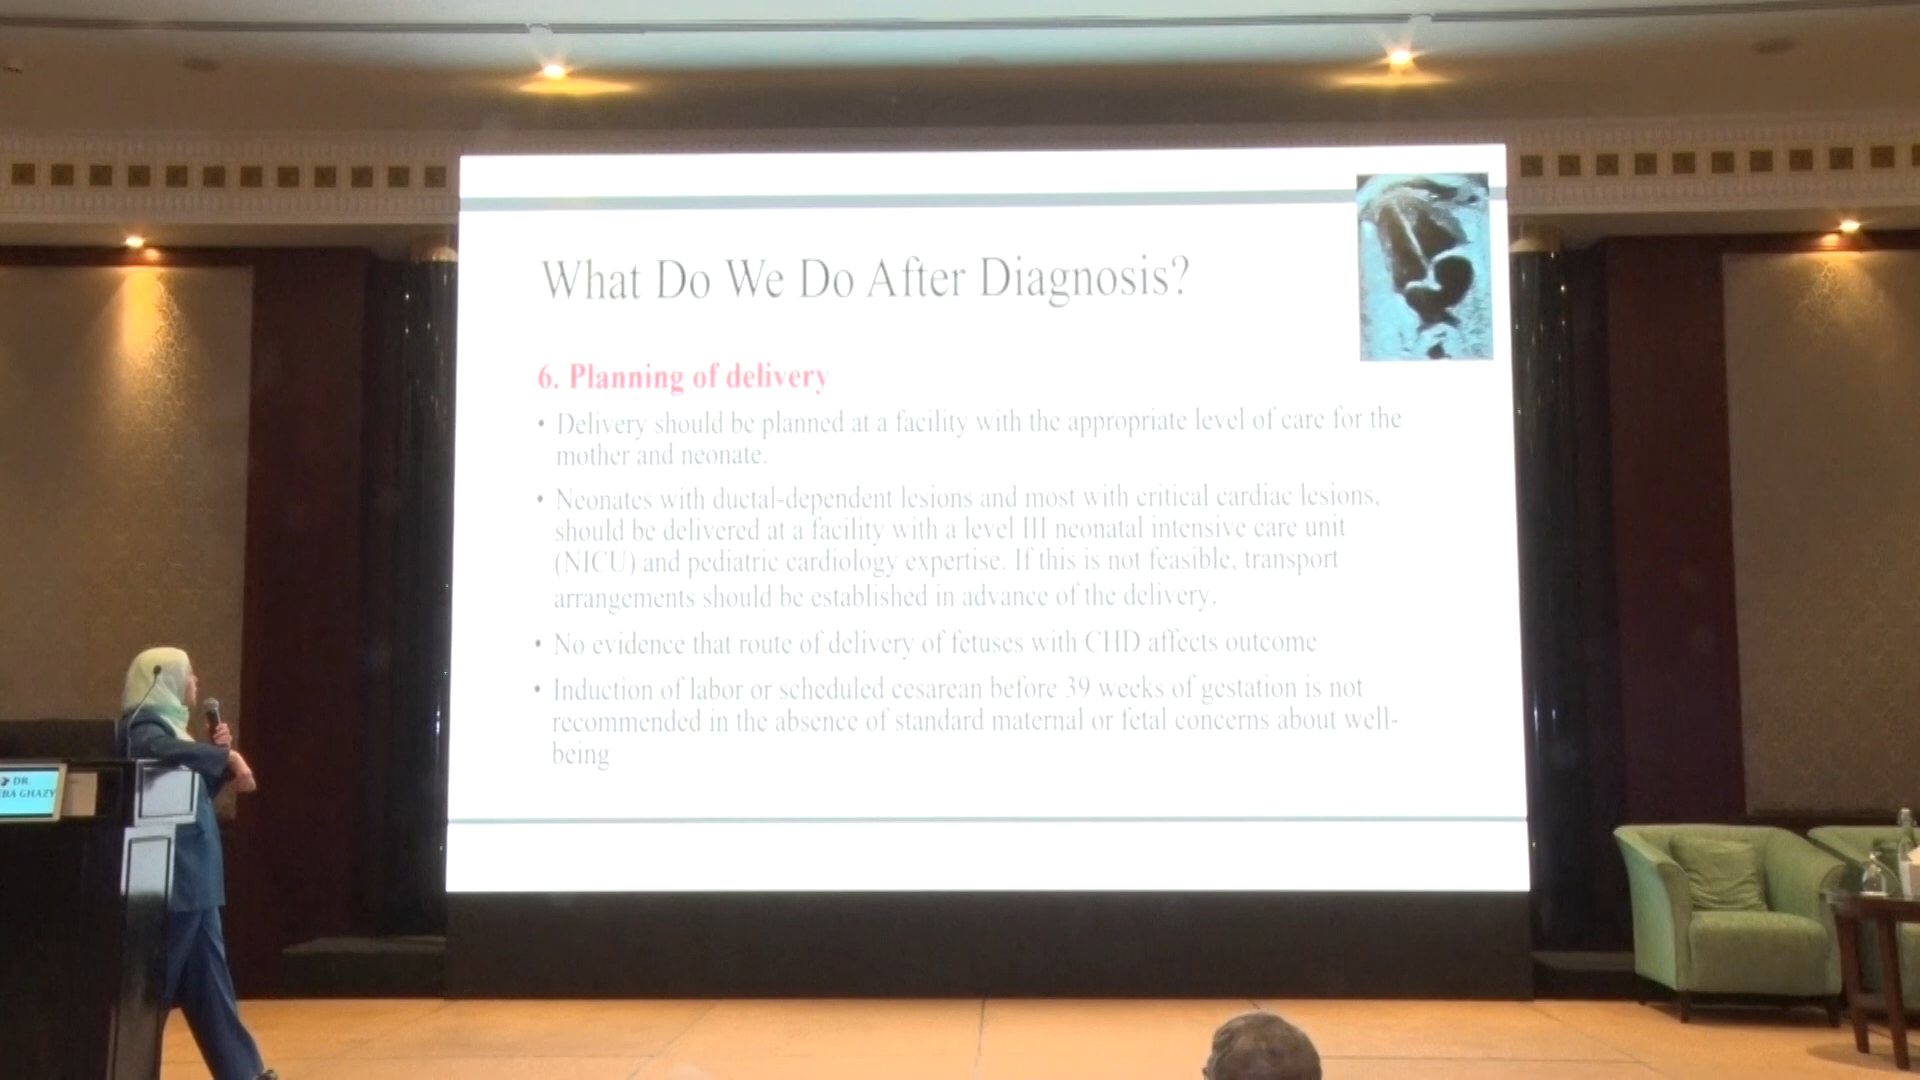 What Do We Do After Diagnosis?
6. Planning of delivery
• Delivery should be planned at a facility with the appropriate level of care for the
mother and neonate.
• Neonates with ductal-dependent lesions and most with critical cardiac lesions,
should be delivered at a facility with a level III neonatal intensive care unit
(NICU) and pediatric cardiology expertise. If this is not feasible, transport
arrangements should be established in advance of the delivery.
• No evidence that route of delivery of fetuses with CHD affects outcome
• Induction of labor or scheduled cesarean before 39 weeks of gestation is not
recommended in the absence of standard maternal or fetal concerns about well-
being
DR.
EBA GHAZY